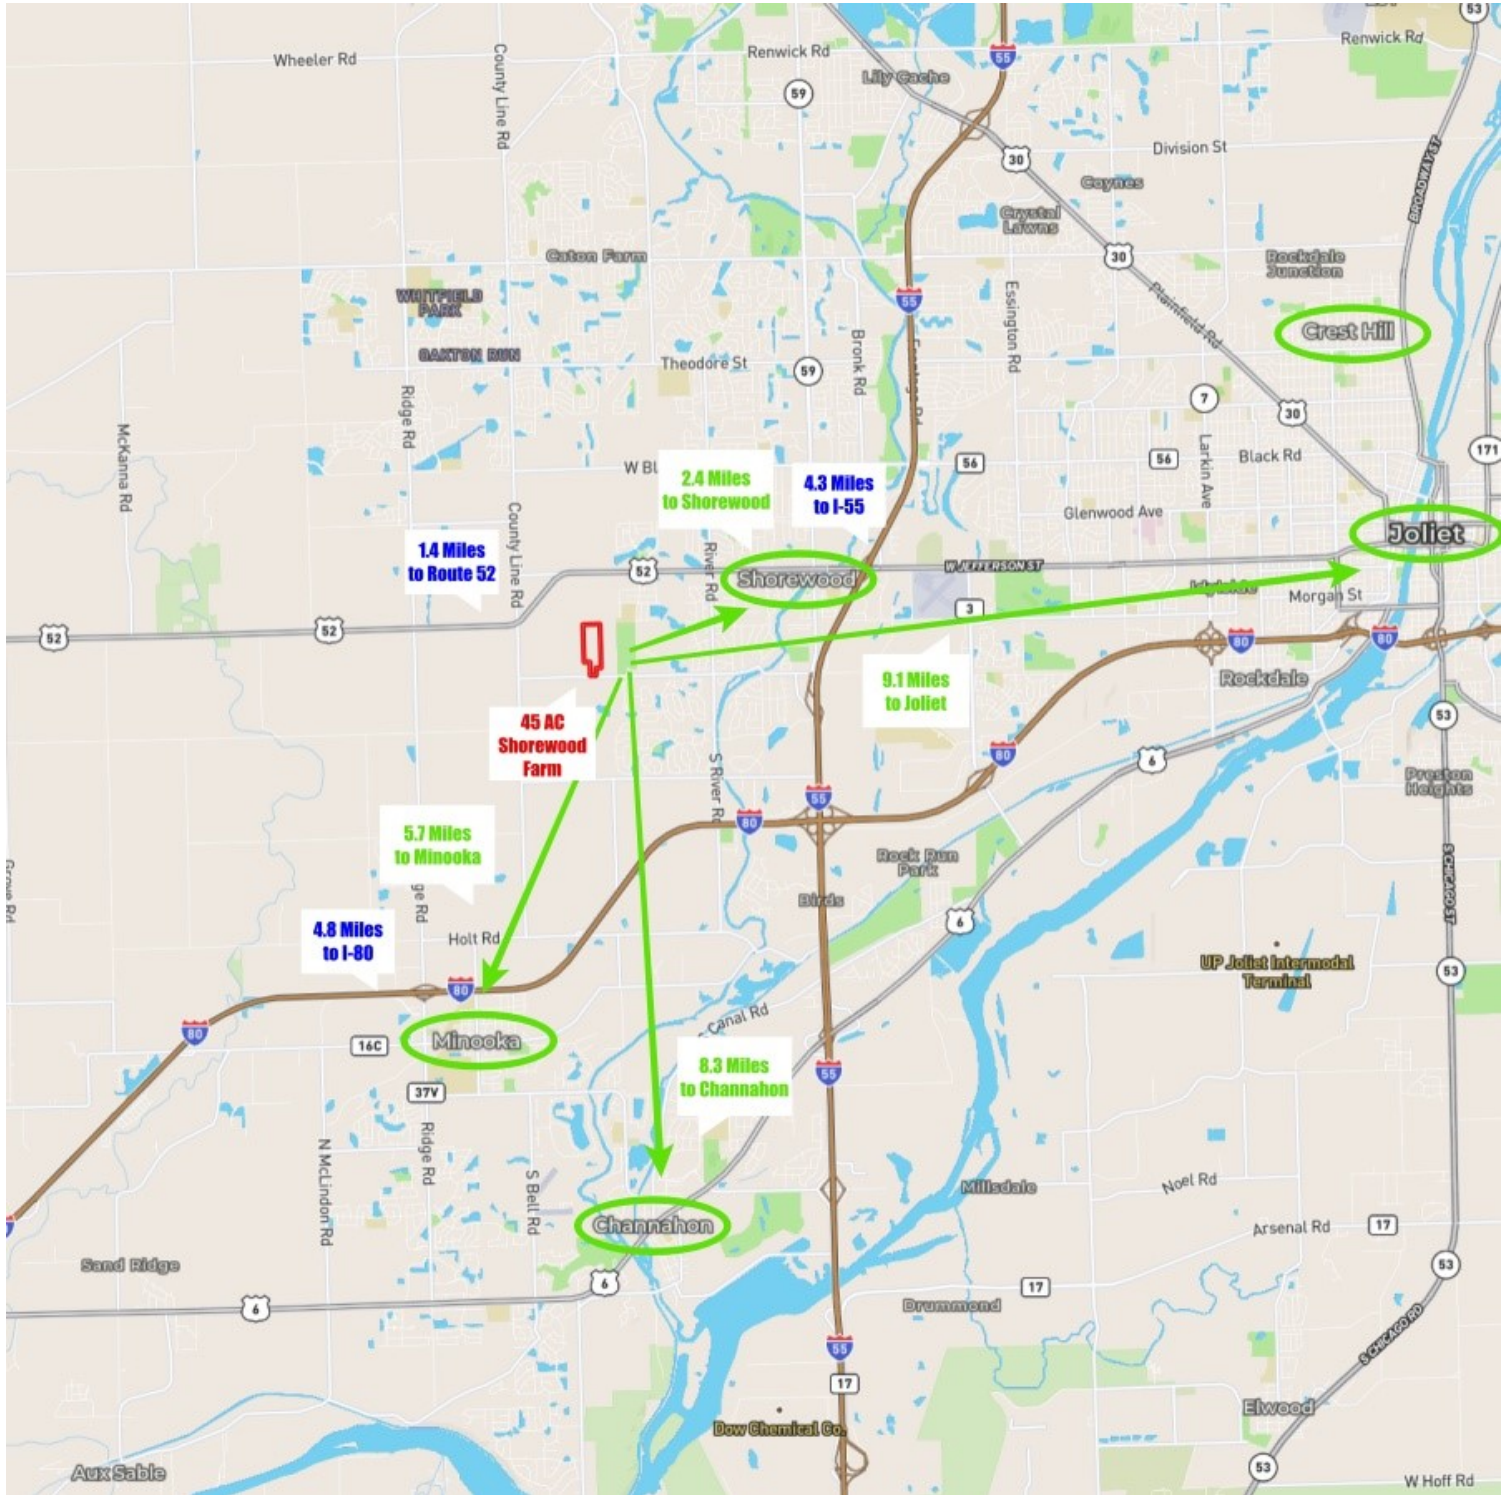 53
Renwick Rd
Renwick Rd
Wheeler Rd
County Line Rd
55
Lily Cache
59
30
Division St
Coynes
BROADWAY ST
Crystal
Lawns
Caton Farm
30
Rockdale
Junction
WHITFIELD
PARK
55
Essington Rd
Plainfield Rd
Crest Hill
OAKTON RUN
Theodore St
59
Bronk Rd
Ridge Rd
7
30
McKanna Rd
Larkin Ave
171
W Bl
56
56
Black Rd
2.4 Miles
to Shorewood
4.3 Miles
to I-55
Glenwood Ave
County Line Rd
Joliet
1.4 Miles
to Route 52
River Rd
52
Shorewood
W JEFFERSON ST
Morgan St
3
52
52
80
80
9.1 Miles
to Joliet
Rockdale
45 AC
Shorewood
Farm
53
80
6
S River Rd
Preston
Heights
55
80
5.7 Miles
to Minooka
Rock Run
Park
S CHICAGO ST
Grove Rd
ge Rd
Birds
6
4.8 Miles
to I-80
Holt Rd
UP Joliet Intermodal
Terminal
53
80
80
Canal Rd
16C
Minooka
55
8.3 Miles
to Channahon
37V
N McLindon Rd
Ridge Rd
S Bell Rd
Millsdale
Noel Rd
Channahon
Arsenal Rd
17
Sand Ridge
53
6
17
6
Drummond
S CHICAGO RD
55
17
Elwood
Dow Chemical Co.
Aux Sable
53
W Hoff Rd